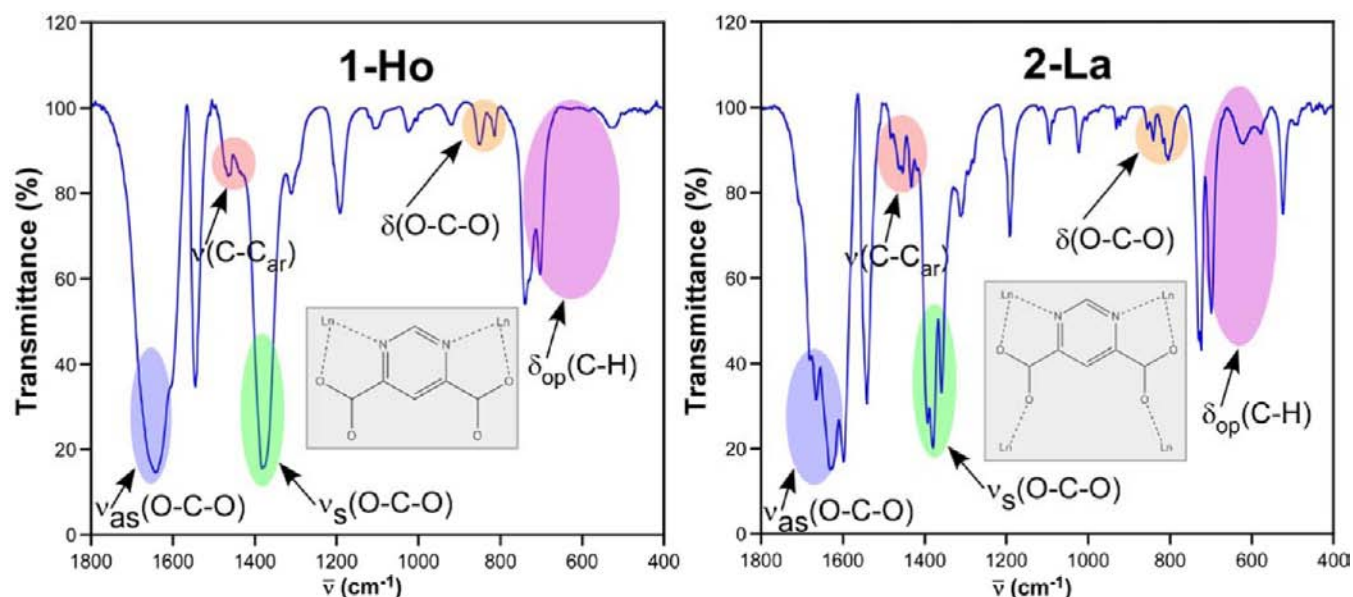 1-Ho
120
100
80
60
40
20
0
Transmittance (%)
ν(C-Car)
δ(O-C-O)
δop(C-H)
νas(O-C-O)
νs(O-C-O)
Ln
Ln
N
N
O
O
O
O
1800 1600 1400 1200 1000 800 600 400
ν̅ (cm-1)
2-La
120
100
80
60
40
20
0
Transmittance (%)
ν(C-Car)
δ(O-C-O)
δop(C-H)
νas(O-C-O)
νs(O-C-O)
Ln
Ln
N
N
O
O
O
O
Ln
Ln
1800 1600 1400 1200 1000 800 600 400
ν̅ (cm-1)